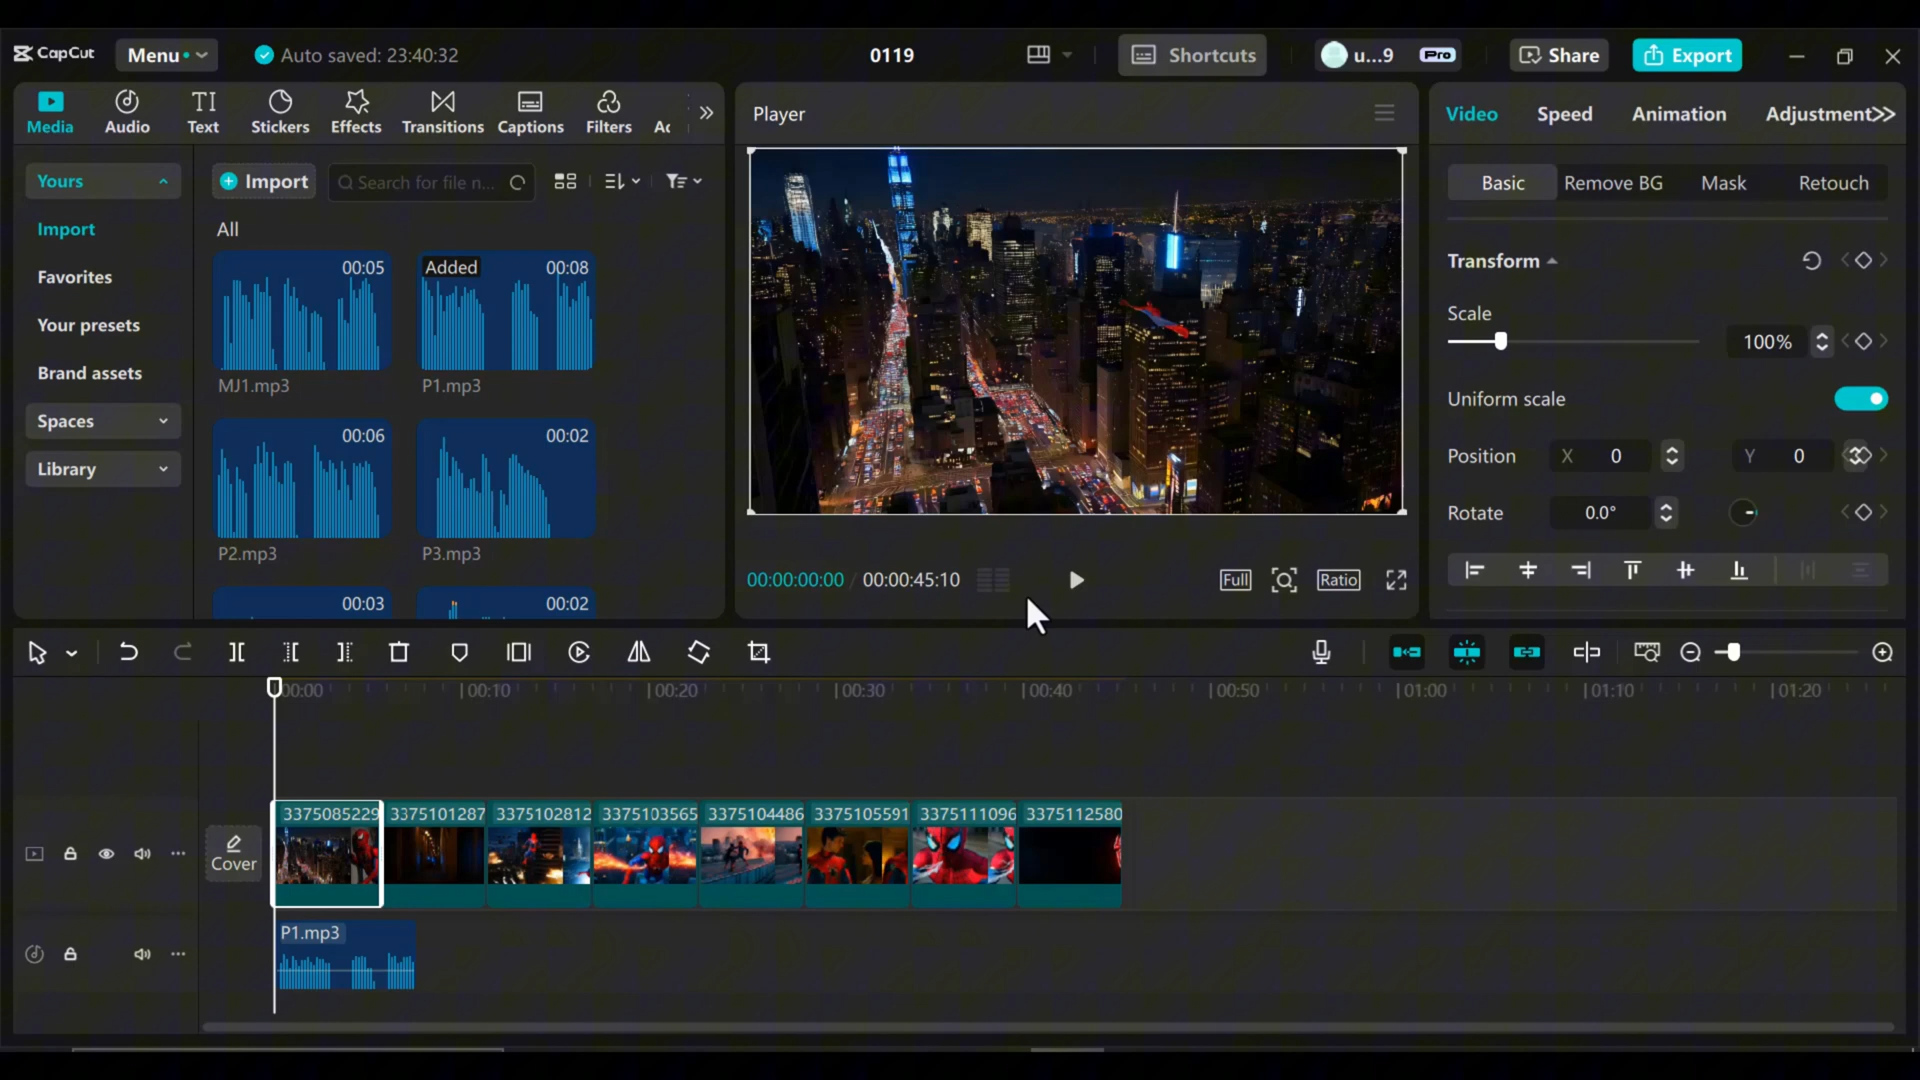 CapCut
Menu
Auto saved: 23:40:32
0119
Shortcuts
u...9
Pro
Share
Export
Media
Audio
TI
Text
Stickers
Effects
Transitions
Captions
Filters
Yours
Import
Favorites
Your presets
Brand assets
Spaces
Library
Import
Search for file n...
All
00:05
MJ1.mp3
Added
00:08
P1.mp3
00:06
P2.mp3
00:02
P3.mp3
00:03
00:02
Player
00:00:00:00 / 00:00:45:10
Full
Ratio
Video
Speed
Animation
Adjustment
Basic
Remove BG
Mask
Retouch
Transform
Scale
100%
Uniform scale
Position
X 0
Y 0
Rotate
0.0°
00:00
00:10
00:20
00:30
00:40
00:50
01:00
01:10
01:20
Cover
3375085229
3375101287
3375102812
3375103565
3375104486
3375105591
3375111096
3375112580
P1.mp3